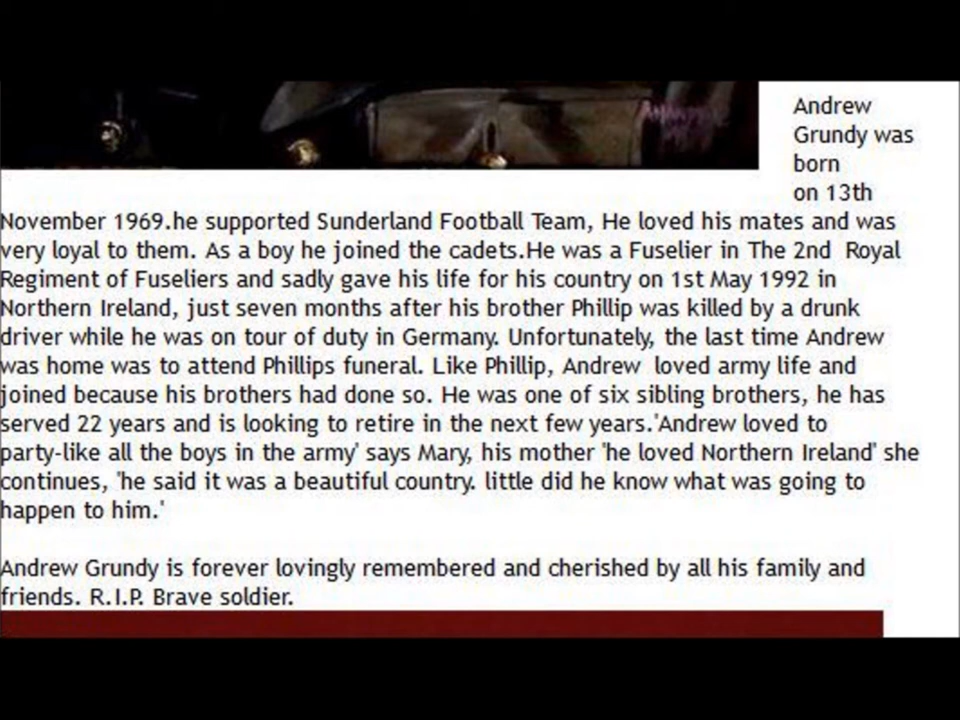 Andrew
Grundy was
born
on 13th
November 1969.he supported Sunderland Football Team, He loved his mates and was
very loyal to them. As a boy he joined the cadets.He was a Fuselier in The 2nd  Royal
Regiment of Fuseliers and sadly gave his life for his country on 1st May 1992 in
Northern Ireland, just seven months after his brother Phillip was killed by a drunk
driver while he was on tour of duty in Germany. Unfortunately, the last time Andrew
was home was to attend Phillips funeral. Like Phillip, Andrew  loved army life and
joined because his brothers had done so. He was one of six sibling brothers, he has
served 22 years and is looking to retire in the next few years.'Andrew loved to
party-like all the boys in the army' says Mary, his mother 'he loved Northern Ireland' she
continues, 'he said it was a beautiful country. little did he know what was going to
happen to him.'
Andrew Grundy is forever lovingly remembered and cherished by all his family and
friends. R.I.P. Brave soldier.